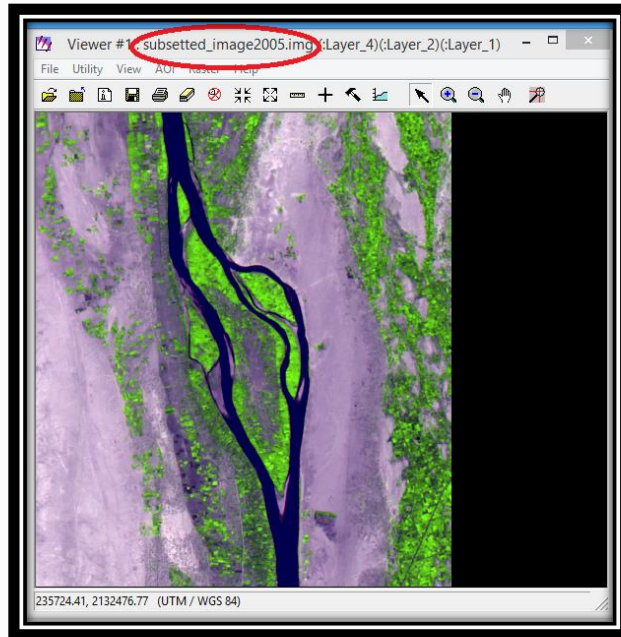 Viewer #1 : subsetted_image2005.img (:Layer_4)(:Layer_2)(:Layer_1)
File Utility View AOI Raster Help
235724.41, 2132476.77 (UTM / WGS 84)